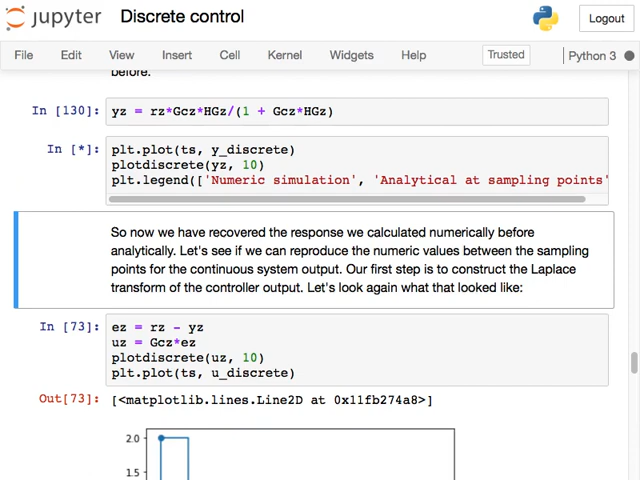 jupyter Discrete control Logout
File Edit View Insert Cell Kernel Widgets Help Trusted Python 3
before.
In [130]: yz = rz*Gcz*HGz/(1 + Gcz*HGz)
In [*]: plt.plot(ts, y_discrete)
plotdiscrete(yz, 10)
plt.legend(['Numeric simulation', 'Analytical at sampling points'
So now we have recovered the response we calculated numerically before
analytically. Let's see if we can reproduce the numeric values between the sampling
points for the continuous system output. Our first step is to construct the Laplace
transform of the controller output. Let's look again what that looked like:
In [73]: ez = rz - yz
uz = Gcz*ez
plotdiscrete(uz, 10)
plt.plot(ts, u_discrete)
Out[73]: [<matplotlib.lines.Line2D at 0x11fb274a8>]
2.0
1.5